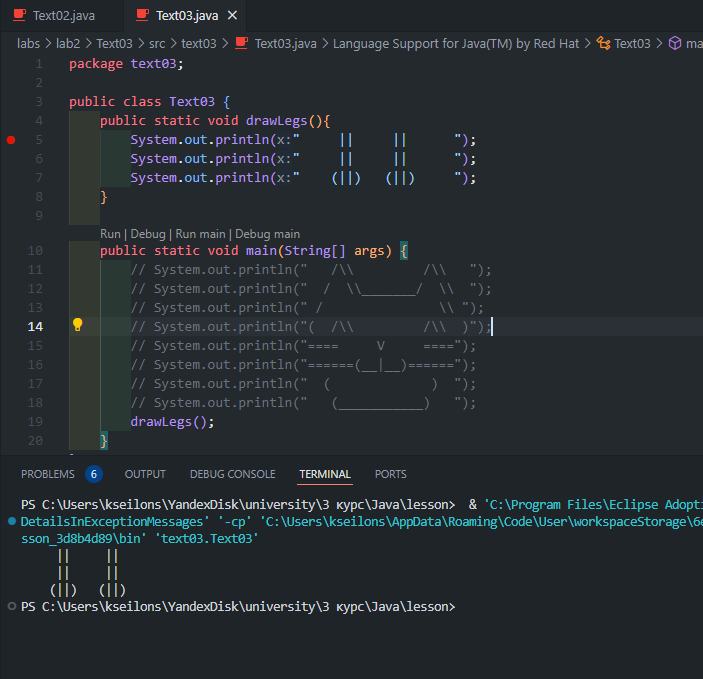 Text02.java Text03.java
labs > lab2 > Text03 > src > text03 > Text03.java > Language Support for Java(TM) by Red Hat > Text03 > ma
1 package text03;
2
3 public class Text03 {
4     public static void drawLegs(){
5         System.out.println(x:"     ||     ||      ");
6         System.out.println(x:"     ||     ||      ");
7         System.out.println(x:"    (||)   (||)     ");
8     }
9
Run | Debug | Run main | Debug main
10     public static void main(String[] args) {
11         // System.out.println("   /\\         /\\   ");
12         // System.out.println("  /  \\_______/  \\  ");
13         // System.out.println(" /               \\ ");
14         // System.out.println("(  /\\         /\\  )");
15         // System.out.println("====     V     ====");
16         // System.out.println("======(__|__)======");
17         // System.out.println("  (             )  ");
18         // System.out.println("   (___________)   ");
19         drawLegs();
20     }
PROBLEMS 6 OUTPUT DEBUG CONSOLE TERMINAL PORTS
PS C:\Users\kseilons\YandexDisk\university\3 курс\Java\lesson>  & 'C:\Program Files\Eclipse Adopti
DetailsInExceptionMessages' '-cp' 'C:\Users\kseilons\AppData\Roaming\Code\User\workspaceStorage\6e
sson_3d8b4d89\bin' 'text03.Text03'
     ||     ||
     ||     ||
    (||)   (||)
PS C:\Users\kseilons\YandexDisk\university\3 курс\Java\lesson>